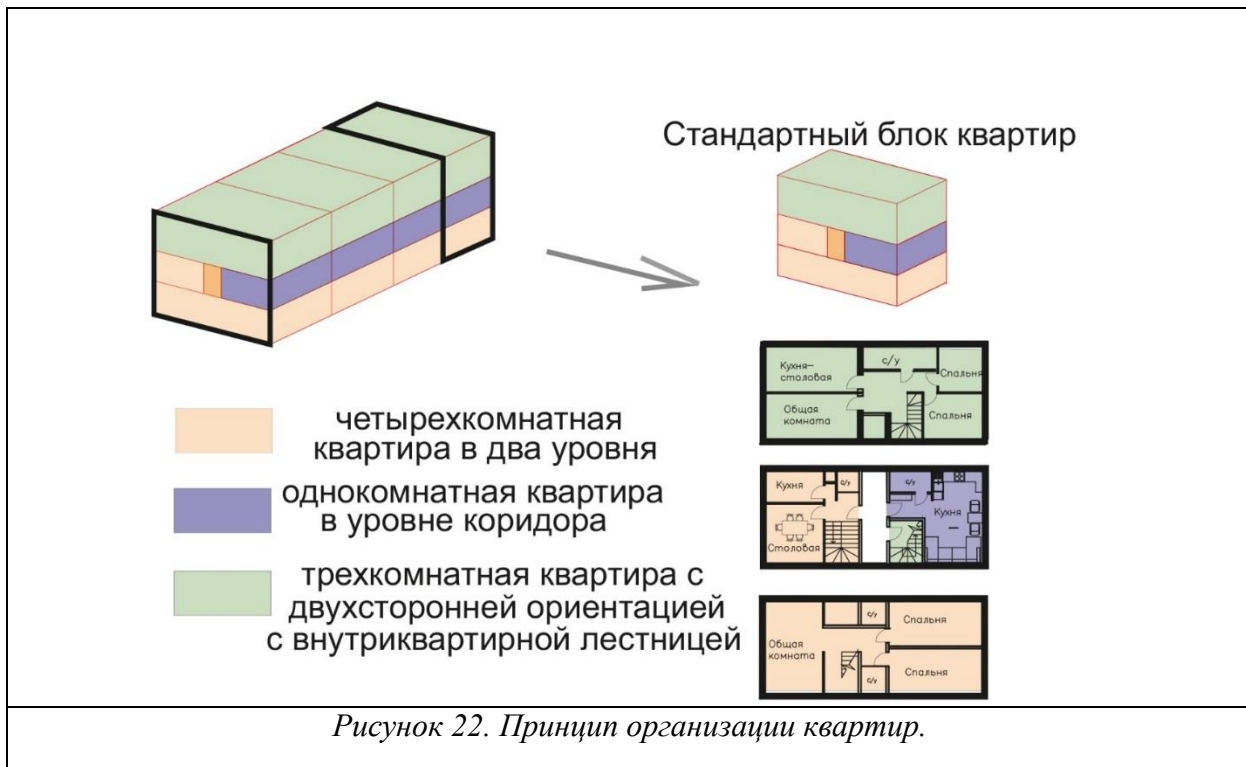 Стандартный блок квартир
четырехкомнатная
квартира в два уровня
однокомнатная квартира
в уровне коридора
трехкомнатная квартира с
двухсторонней ориентацией
с внутриквартирной лестницей
Кухня-
столовая
с/у
Спальня
Общая
комната
Спальня
Кухня
с/у
с/у
Кухня
Столовая
с/у
Спальня
Общая
комната
с/у
Спальня
Рисунок 22. Принцип организации квартир.